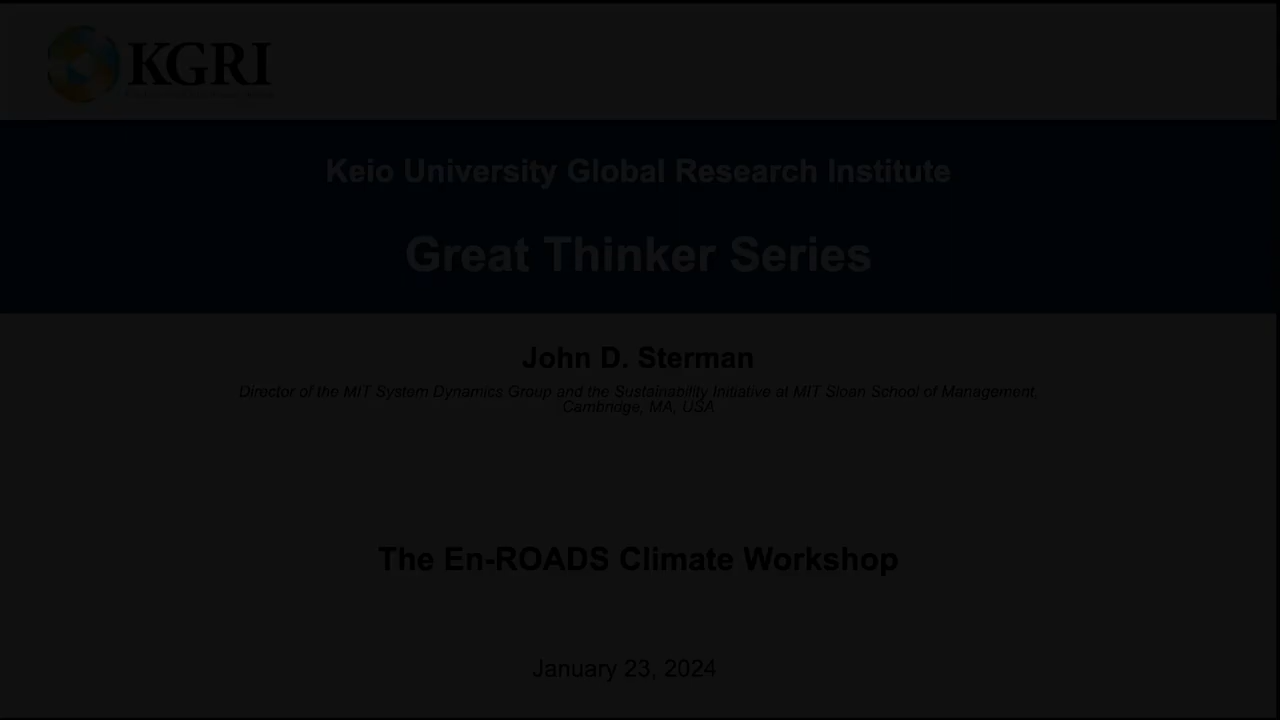 KGRI
Keio University Global Research Institute
Great Thinker Series
John D. Sterman
Director of the MIT System Dynamics Group and the Sustainability Initiative at MIT Sloan School of Management,
Cambridge, MA, USA
The En-ROADS Climate Workshop
January 23, 2024